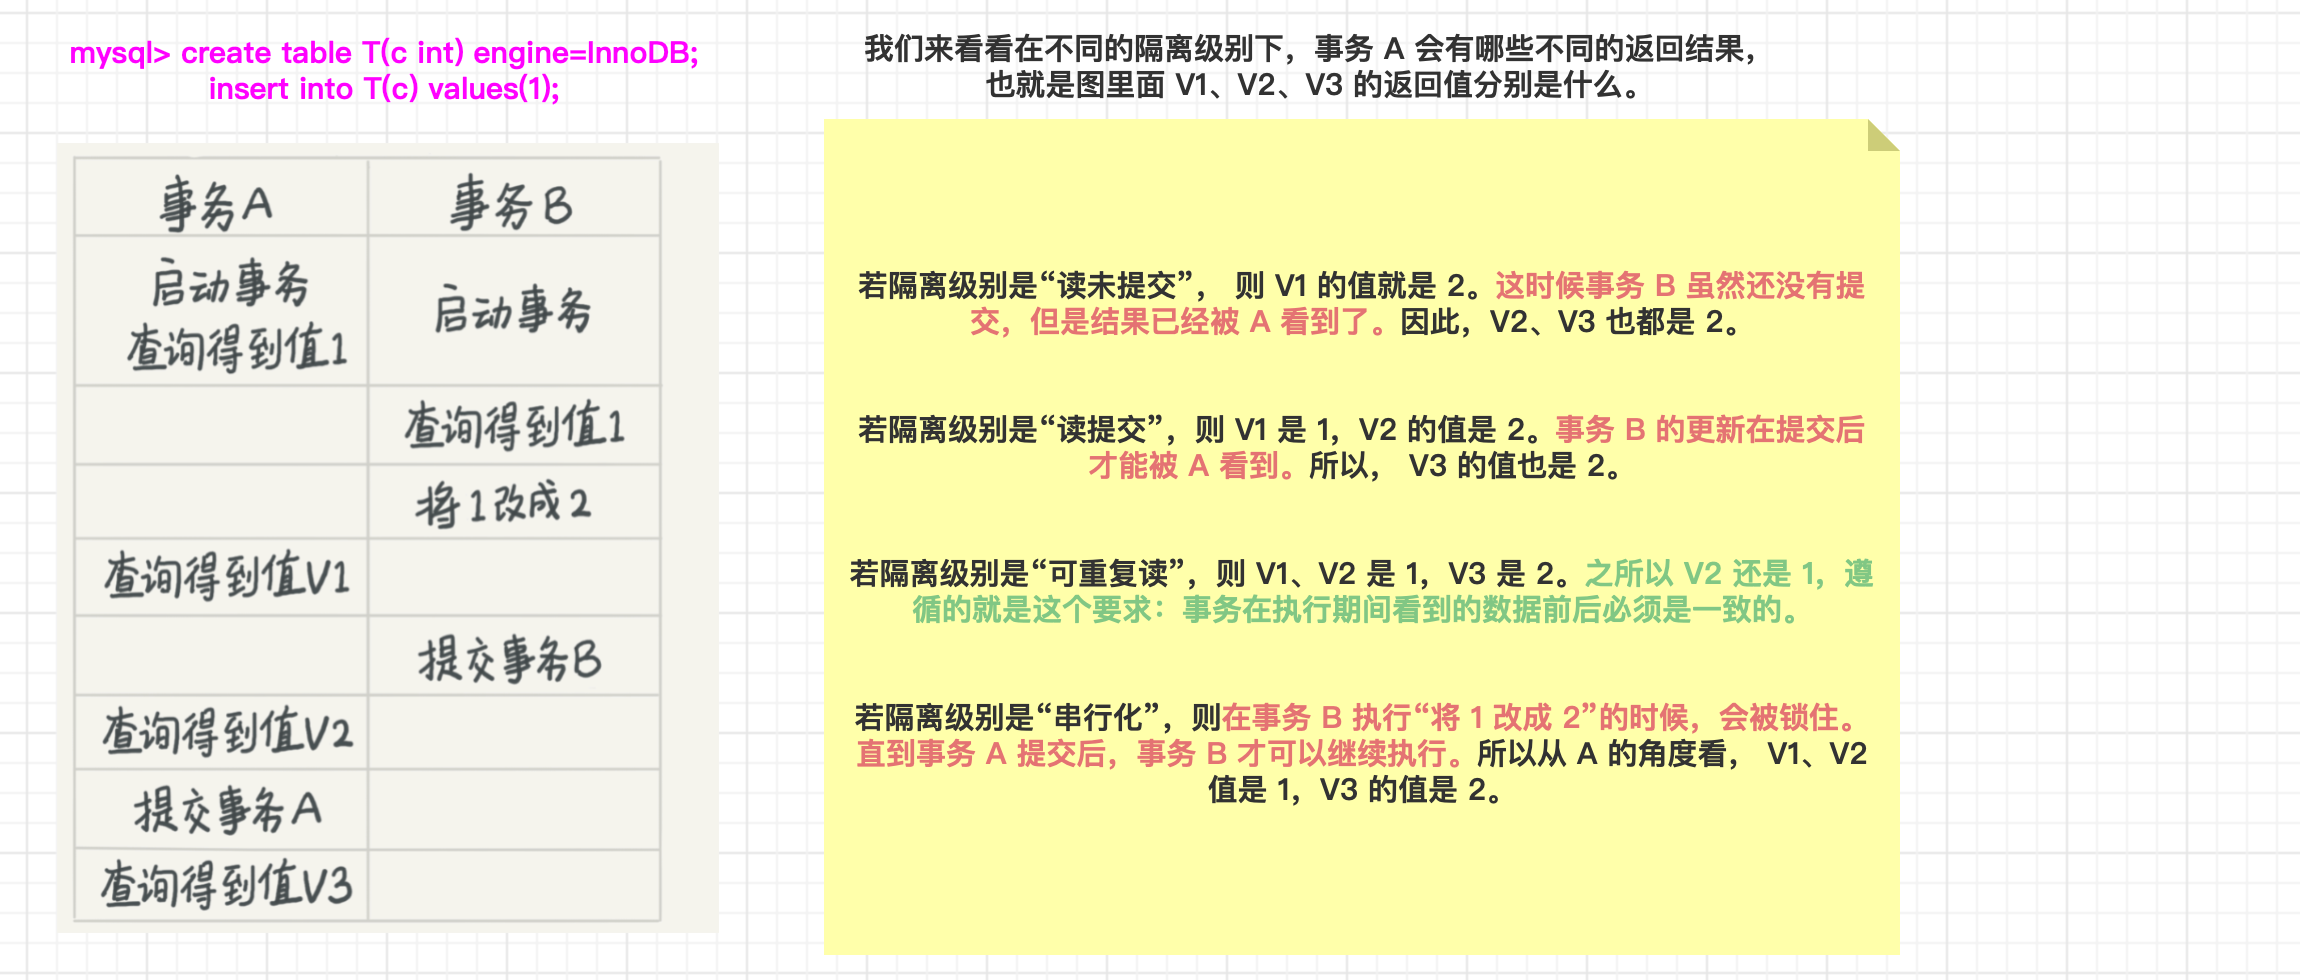 mysql> create table T(c int) engine=InnoDB;
insert into T(c) values(1);
事务A
事务B
启动事务
查询得到值1
启动事务
查询得到值1
将1改成2
查询得到值V1
提交事务B
查询得到值V2
提交事务A
查询得到值V3
我们来看看在不同的隔离级别下，事务 A 会有哪些不同的返回结果，
也就是图里面 V1、V2、V3 的返回值分别是什么。
若隔离级别是“读未提交”， 则 V1 的值就是 2。这时候事务 B 虽然还没有提
交，但是结果已经被 A 看到了。因此，V2、V3 也都是 2。
若隔离级别是“读提交”，则 V1 是 1，V2 的值是 2。事务 B 的更新在提交后
才能被 A 看到。所以， V3 的值也是 2。
若隔离级别是“可重复读”，则 V1、V2 是 1，V3 是 2。之所以 V2 还是 1，遵
循的就是这个要求：事务在执行期间看到的数据前后必须是一致的。
若隔离级别是“串行化”，则在事务 B 执行“将 1 改成 2”的时候，会被锁住。
直到事务 A 提交后，事务 B 才可以继续执行。所以从 A 的角度看， V1、V2
值是 1，V3 的值是 2。